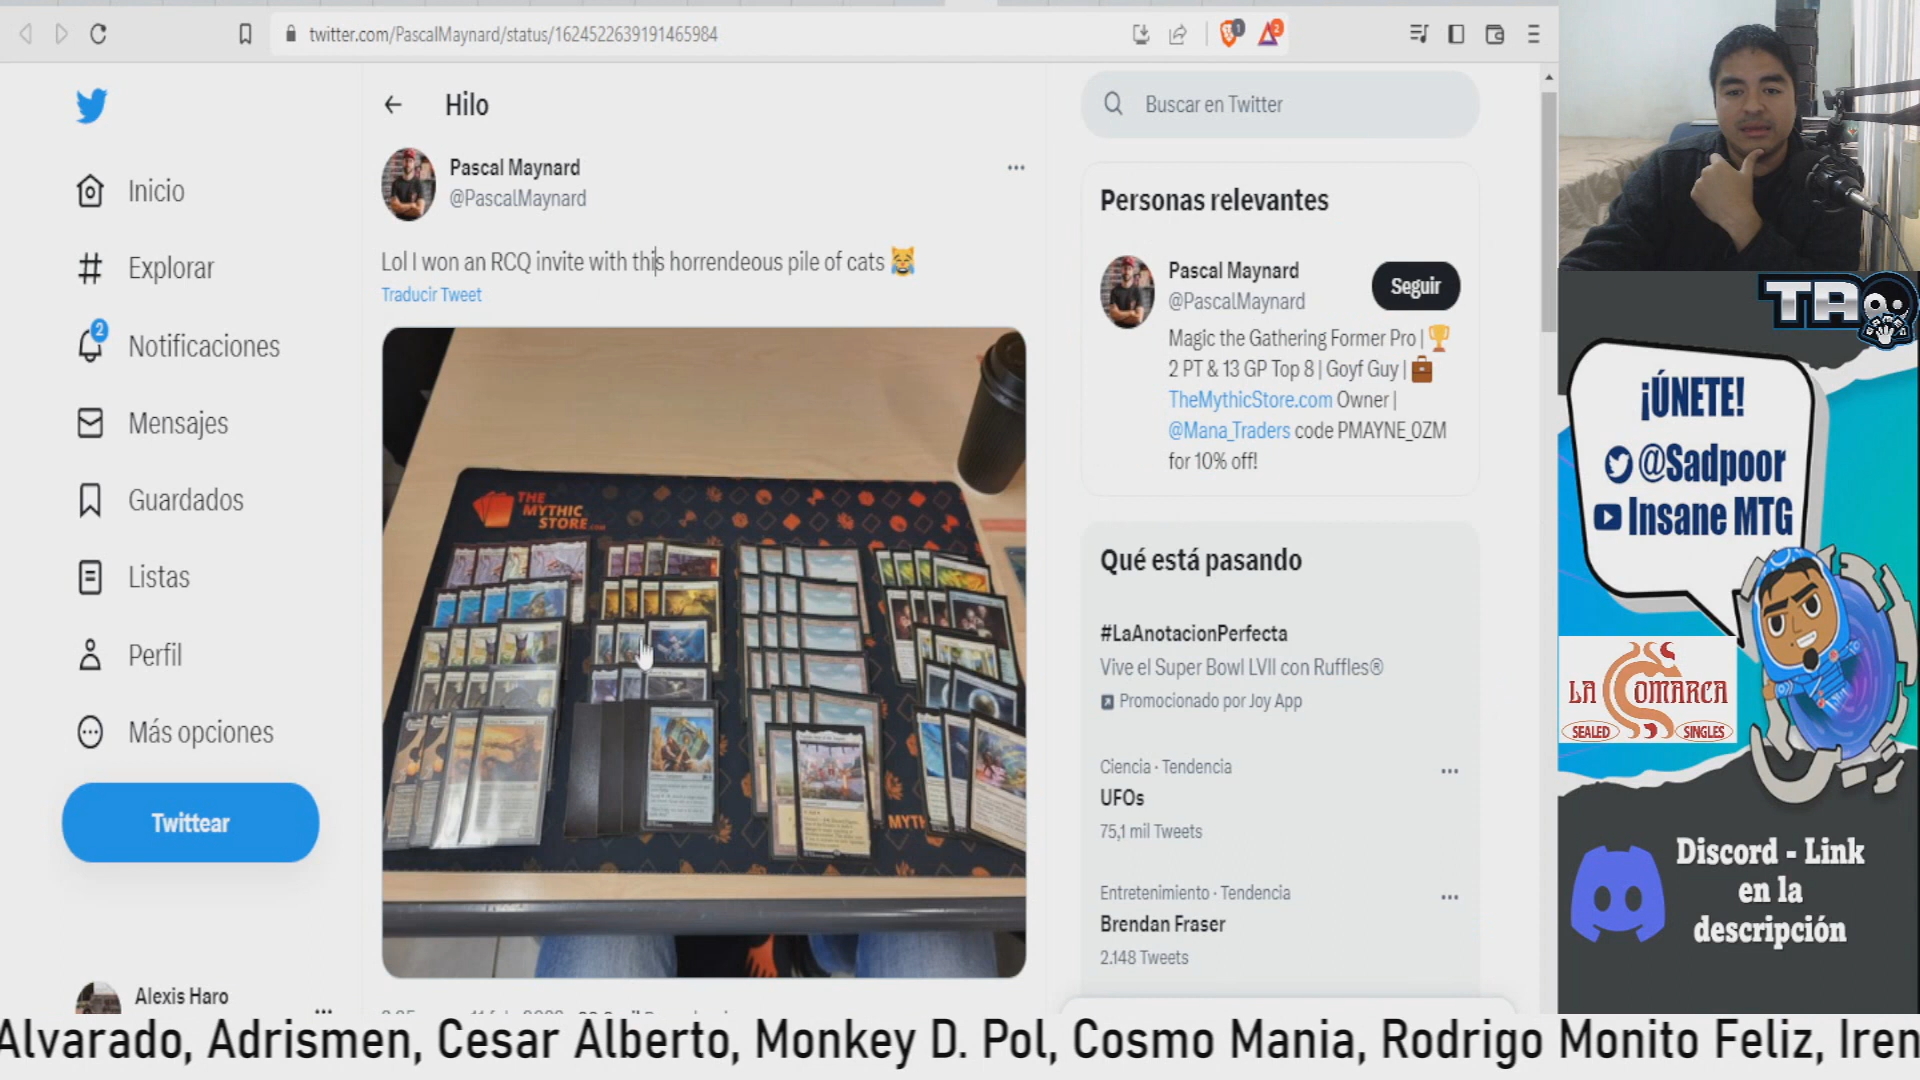 twitter.com/PascalMaynard/status/1624522639191465984
1
2
Hilo
Buscar en Twitter
Inicio
Explorar
2
Notificaciones
Mensajes
Guardados
Listas
Perfil
Más opciones
Twittear
Alexis Haro
Pascal Maynard
@PascalMaynard
Lol I won an RCQ invite with this horrendeous pile of cats
Traducir Tweet
THE
MYTHIC
STORE.com
MYTH
Personas relevantes
Pascal Maynard
@PascalMaynard
Seguir
Magic the Gathering Former Pro |
2 PT & 13 GP Top 8 | Goyf Guy |
TheMythicStore.com Owner |
@Mana_Traders code PMAYNE_0ZM
for 10% off!
Qué está pasando
#LaAnotacionPerfecta
Vive el Super Bowl LVII con Ruffles®
Promocionado por Joy App
Ciencia · Tendencia
UFOs
75,1 mil Tweets
Entretenimiento · Tendencia
Brendan Fraser
2.148 Tweets
¡ÚNETE!
@Sadpoor
Insane MTG
LA COMARCA
SEALED SINGLES
Discord - Link
en la
descripción
Alvarado, Adrismen, Cesar Alberto, Monkey D. Pol, Cosmo Mania, Rodrigo Monito Feliz, Iren